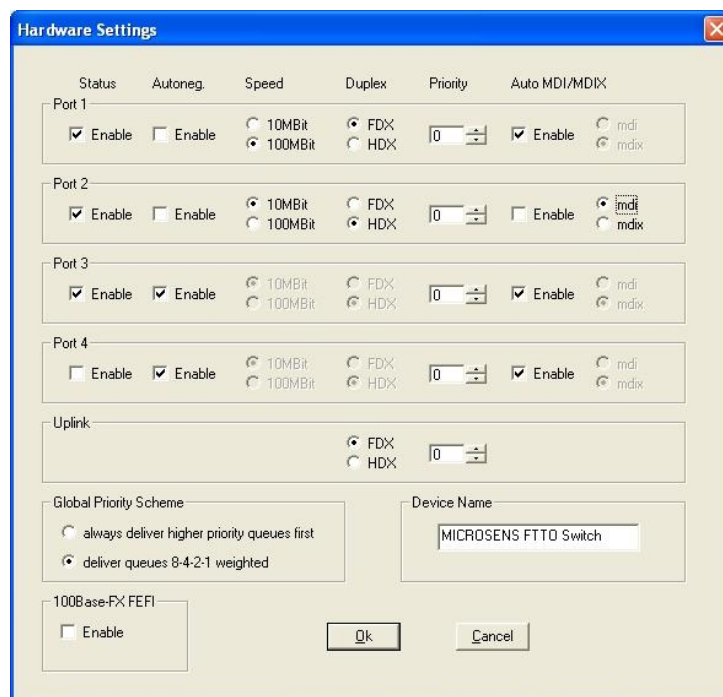 Hardware Settings
Status Autoneg. Speed Duplex Priority Auto MDI/MDIX
Port 1
Enable Enable 10MBit 100MBit FDX HDX 0 Enable mdi mdix
Port 2
Enable Enable 10MBit 100MBit FDX HDX 0 Enable mdi mdix
Port 3
Enable Enable 10MBit 100MBit FDX HDX 0 Enable mdi mdix
Port 4
Enable Enable 10MBit 100MBit FDX HDX 0 Enable mdi mdix
Uplink
FDX
HDX
0
Global Priority Scheme
always deliver higher priority queues first
deliver queues 8-4-2-1 weighted
Device Name
MICROSENS FTTO Switch
100Base-FX FEFI
Enable
Ok
Cancel